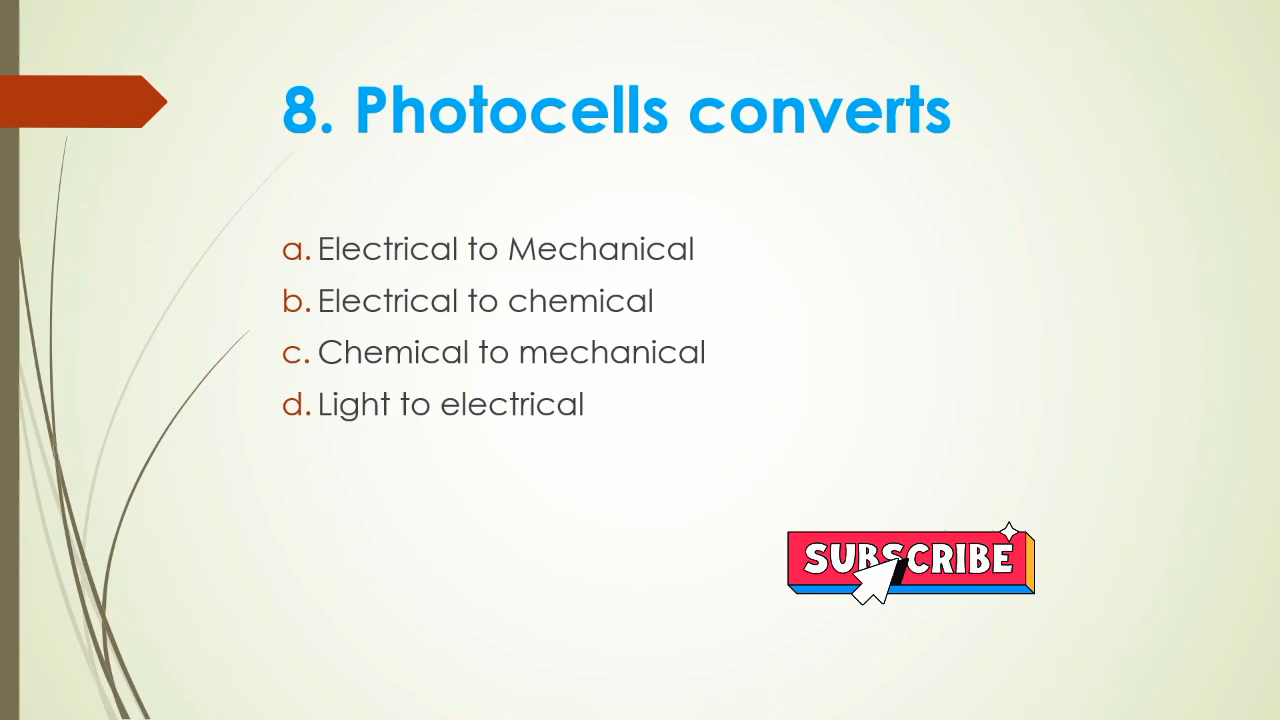 8. Photocells converts
a. Electrical to Mechanical
b. Electrical to chemical
c. Chemical to mechanical
d. Light to electrical
SUBSCRIBE